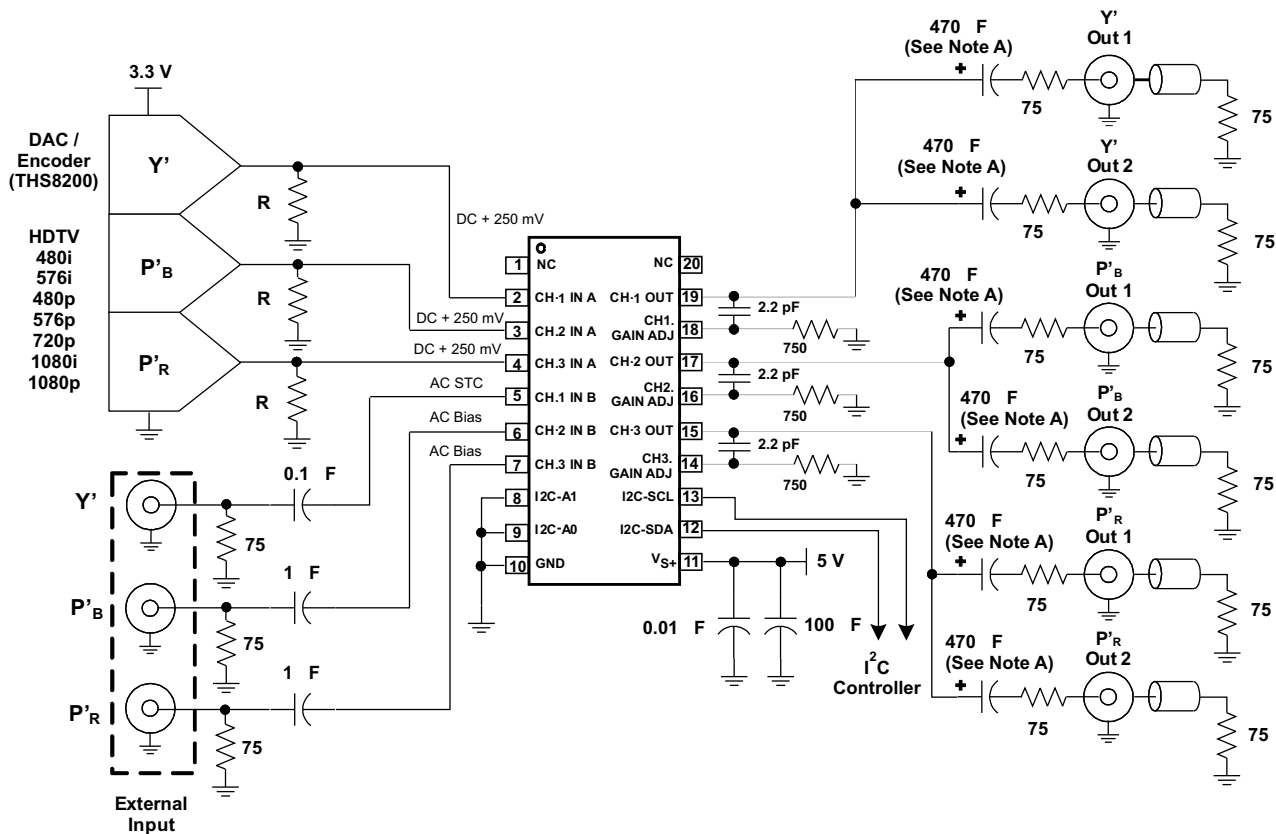 3.3 V
DAC /
Encoder
(THS8200)
HDTV
480i
576i
480p
576p
720p
1080i
1080p
Y'
P'B
P'R
R
R
R
DC + 250 mV
DC + 250 mV
DC + 250 mV
AC STC
AC Bias
AC Bias
Y'
P'B
P'R
0.1 F
1 F
1 F
75
75
75
External
Input
1 NC
2 CH·1 IN A
3 CH.2 IN A
4 CH.3 IN A
5 CH.1 IN B
6 CH·2 IN B
7 CH.3 IN B
8 I2C-A1
9 I2C-A0
10 GND
NC 20
CH·1 OUT 19
CH1.
GAIN ADJ 18
CH·2 OUT 17
CH2.
GAIN ADJ 16
CH·3 OUT 15
CH3.
GAIN ADJ 14
I2C-SCL 13
I2C-SDA 12
VS+ 11
2.2 pF
750
2.2 pF
750
2.2 pF
750
5 V
0.01 F
100 F
I2C
Controller
470 F
(See Note A)
+
75
Y'
Out 1
75
470 F
(See Note A)
+
75
Y'
Out 2
75
470 F
(See Note A)
+
75
P'B
Out 1
75
470 F
(See Note A)
+
75
P'B
Out 2
75
470 F
(See Note A)
+
75
P'R
Out 1
75
470 F
(See Note A)
+
75
P'R
Out 2
75